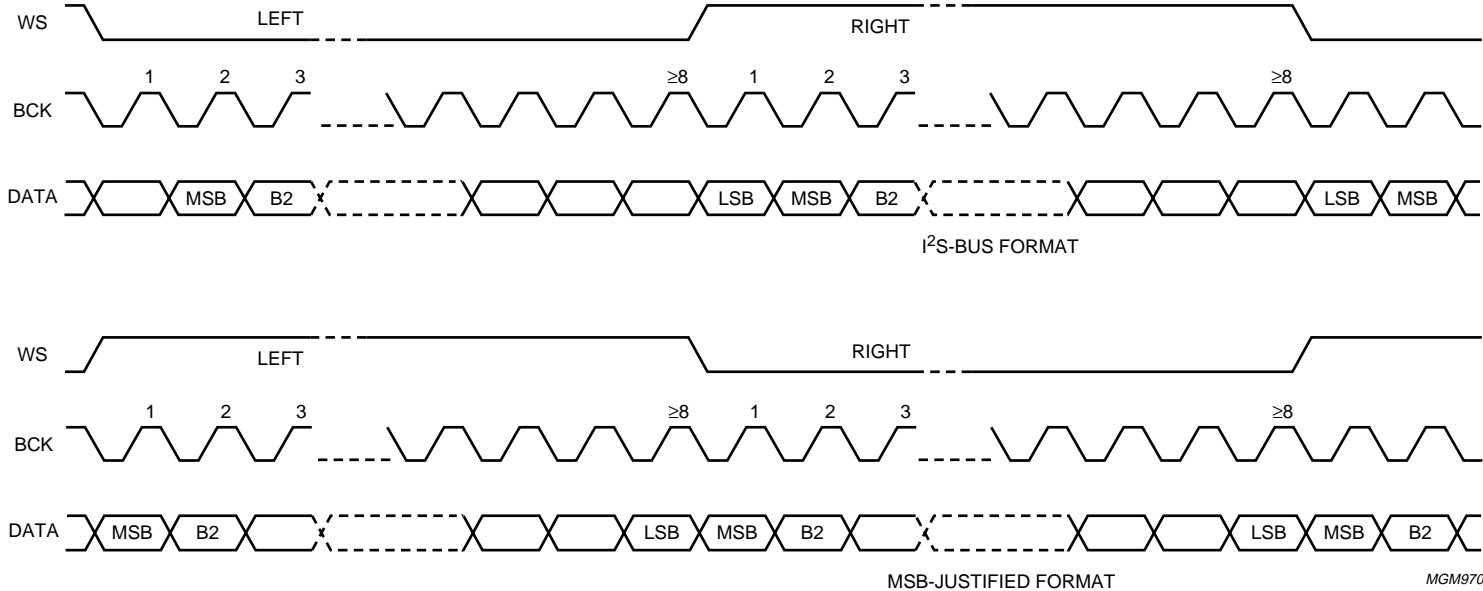 WS LEFT RIGHT
1 2 3 ≥8 1 2 3 ≥8
BCK
DATA MSB B2 LSB MSB B2 LSB MSB
I²S-BUS FORMAT
WS LEFT RIGHT
1 2 3 ≥8 1 2 3 ≥8
BCK
DATA MSB B2 LSB MSB B2 LSB MSB B2
MSB-JUSTIFIED FORMAT MGM970